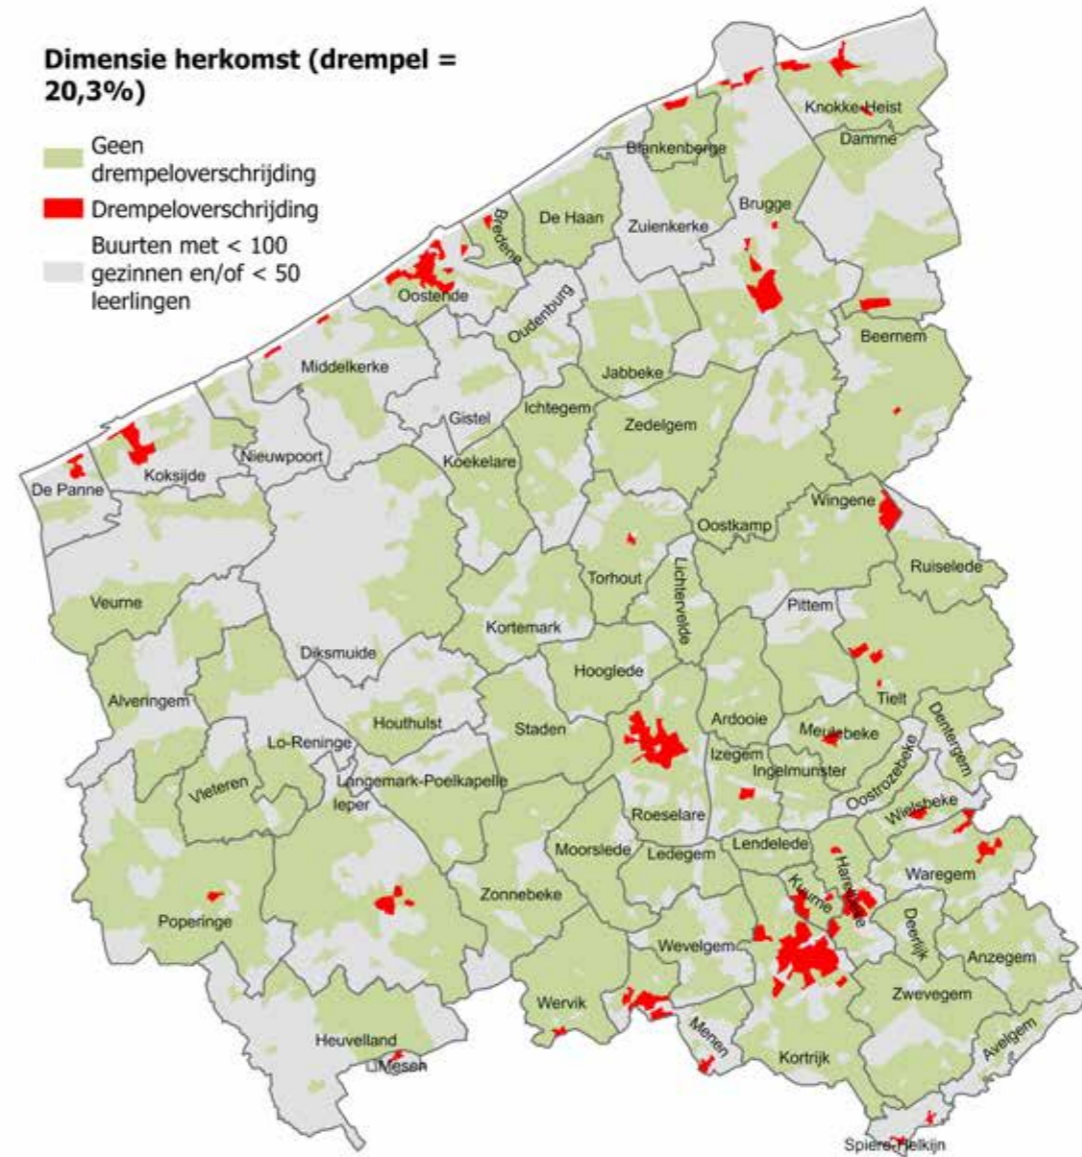 Dimensie herkomst (drempel =
20,3%)
Geen
drempeloverschrijding
Drempeloverschrijding
Buurten met < 100
gezinnen en/of < 50
leerlingen
Knokke-Heist
Damme
Blankenberge
Brugge
De Haan
Zuienkerke
Bredene
Oostende
Oudenburg
Beernem
Middelkerke
Jabbeke
Gistel
Ichtegem
Zedelgem
Nieuwpoort
Koekelare
Koksijde
De Panne
Wingene
Oostkamp
Ruiselede
Torhout
Lichtervelde
Veurne
Pittem
Kortemark
Diksmuide
Hooglede
Alveringem
Tielt
Houthulst
Staden
Ardooie
Meulebeke
Dentergem
Lo-Reninge
Izegem
Ingelmunster
Oostrozebeke
Langemark-Poelkapelle
Vleteren
Ieper
Wielsbeke
Roeselare
Moorslede
Ledegem
Lendelede
Harelbeke
Waregem
Zonnebeke
Kuurne
Poperinge
Deerlijk
Wevelgem
Anzegem
Wervik
Zwevegem
Heuvelland
Menen
Avelgem
Kortrijk
Mesen
Spiere-Helkijn